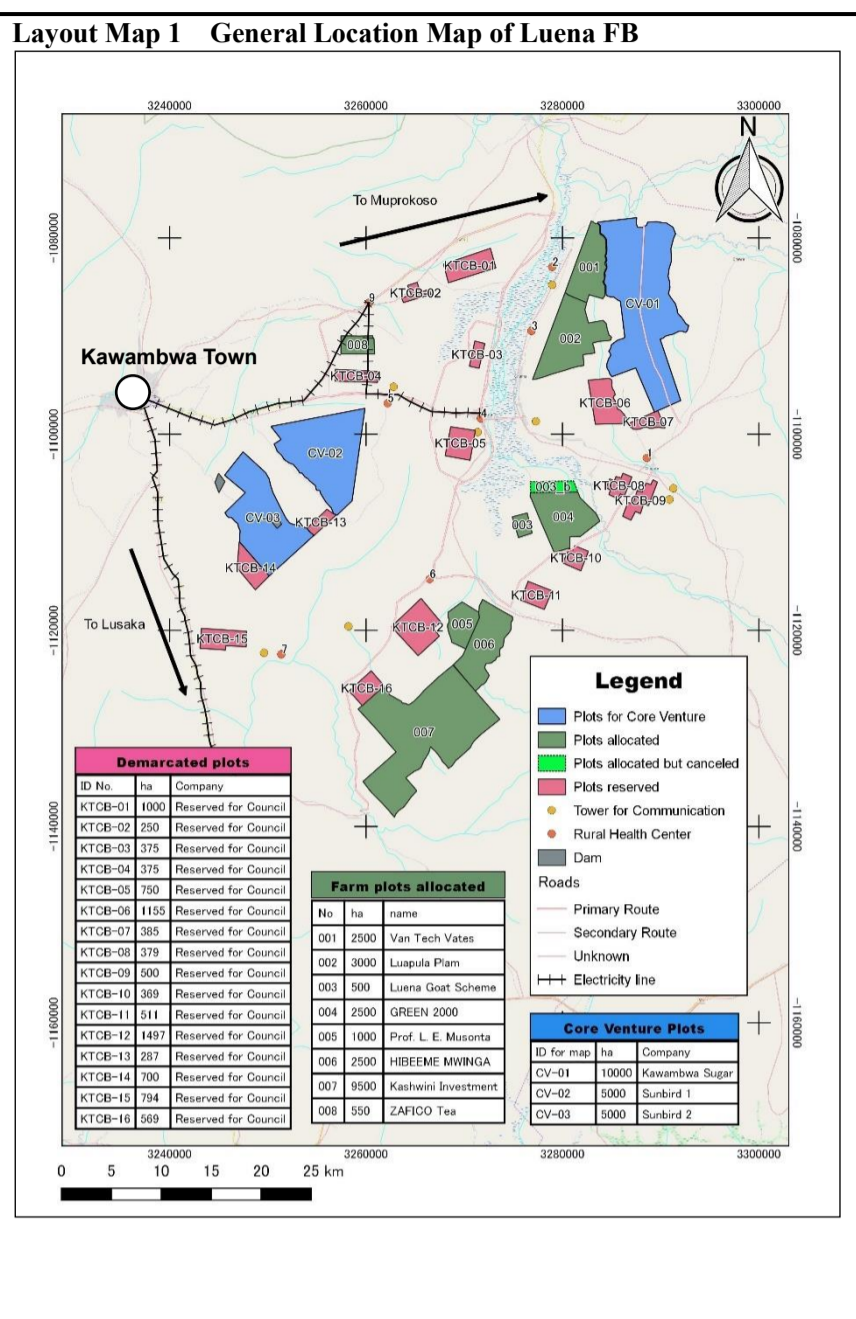 Layout Map 1    General Location Map of Luena FB
3240000 3260000 3280000 3300000
N
To Muprokoso
-1080000 -1080000
KTCB-01
2
001
KTCB-02
9
CV-01
3
002
008
Kawambwa Town
KTCB-03
KTCB-04
5
KTCB-06
4
KTCB-07
-1100000 -1100000
KTCB-05
CV-02
1
003_b
KTCB-08
KTCB-09
CV-03
KTCB-13
003
004
KTCB-10
KTCB-14
6
KTCB-11
To Lusaka
-1120000 -1120000
KTCB-15
7
KTCB-12
005
006
KTCB-16
007
Legend
Plots for Core Venture
Plots allocated
Plots allocated but canceled
Plots reserved
Tower for Communication
Rural Health Center
Dam
Roads
Primary Route
Secondary Route
Unknown
Electricity line
-1140000 -1140000
Demarcated plots
ID No. ha Company
KTCB-01 1000 Reserved for Council
KTCB-02 250 Reserved for Council
KTCB-03 375 Reserved for Council
KTCB-04 375 Reserved for Council
KTCB-05 750 Reserved for Council
KTCB-06 1155 Reserved for Council
KTCB-07 385 Reserved for Council
KTCB-08 379 Reserved for Council
KTCB-09 500 Reserved for Council
KTCB-10 369 Reserved for Council
KTCB-11 511 Reserved for Council
KTCB-12 1497 Reserved for Council
KTCB-13 287 Reserved for Council
KTCB-14 700 Reserved for Council
KTCB-15 794 Reserved for Council
KTCB-16 569 Reserved for Council
Farm plots allocated
No ha name
001 2500 Van Tech Vates
002 3000 Luapula Plam
003 500 Luena Goat Scheme
004 2500 GREEN 2000
005 1000 Prof. L. E. Musonta
006 2500 HIBEEME MWINGA
007 9500 Kashwini Investment
008 550 ZAFICO Tea
-1160000 -1160000
Core Venture Plots
ID for map ha Company
CV-01 10000 Kawambwa Sugar
CV-02 5000 Sunbird 1
CV-03 5000 Sunbird 2
3240000 3260000 3280000 3300000
0 5 10 15 20 25 km